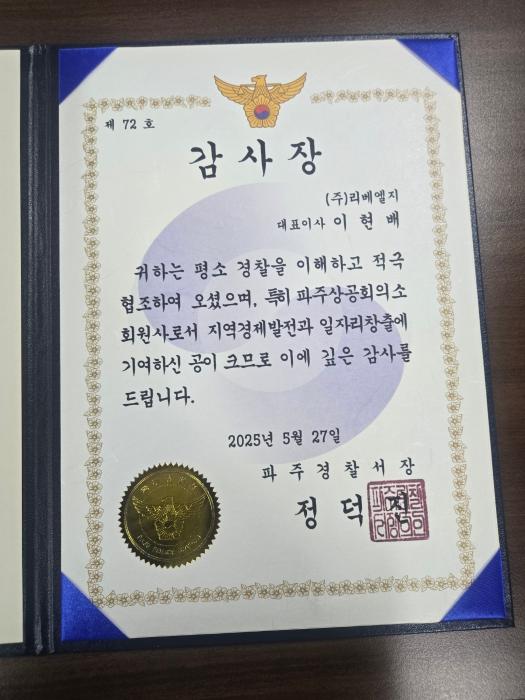 제 72 호
감 사 장
(주)리베엘지
대표이사 이 현 배
귀하는 평소 경찰을 이해하고 적극
협조하여 오셨으며, 특히 파주상공회의소
회원사로서 지역경제발전과 일자리창출에
기여하신 공이 크므로 이에 깊은 감사를
드립니다.
2025년 5월 27일
파 주 경 찰 서 장
정 덕 진